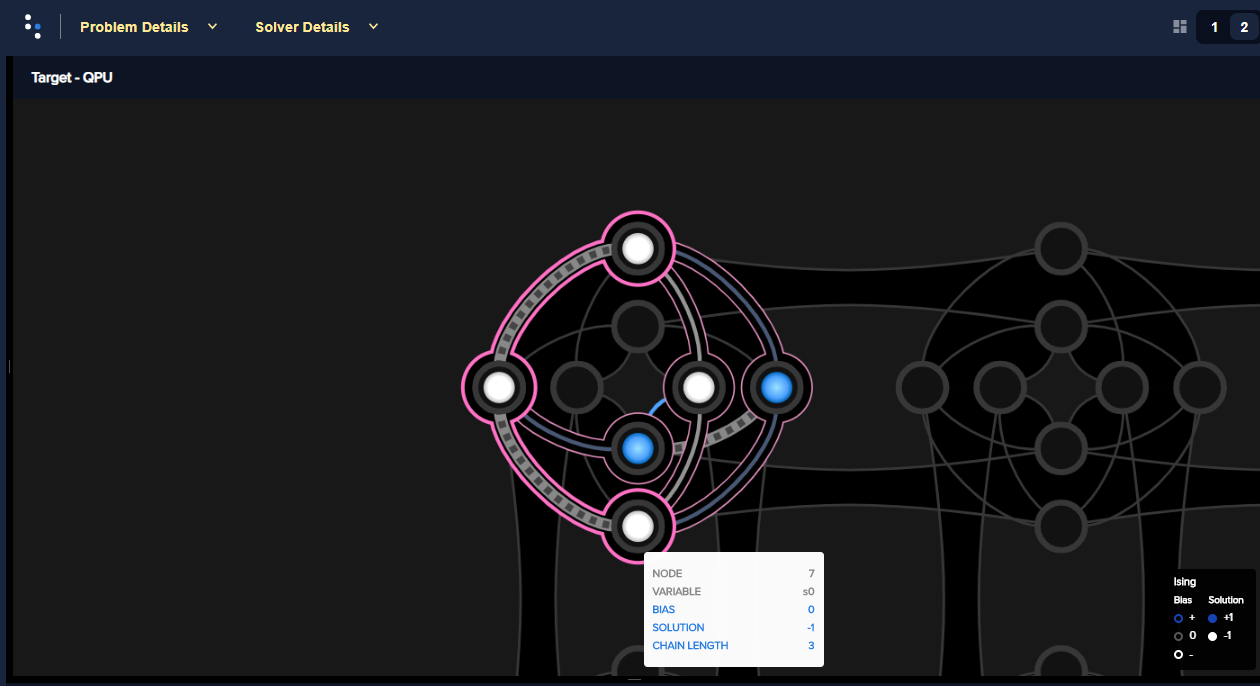 Problem Details
Solver Details
1 2
Target - QPU
NODE 7
VARIABLE s0
BIAS 0
SOLUTION -1
CHAIN LENGTH 3
Ising
Bias Solution
+ +1
0 -1
-